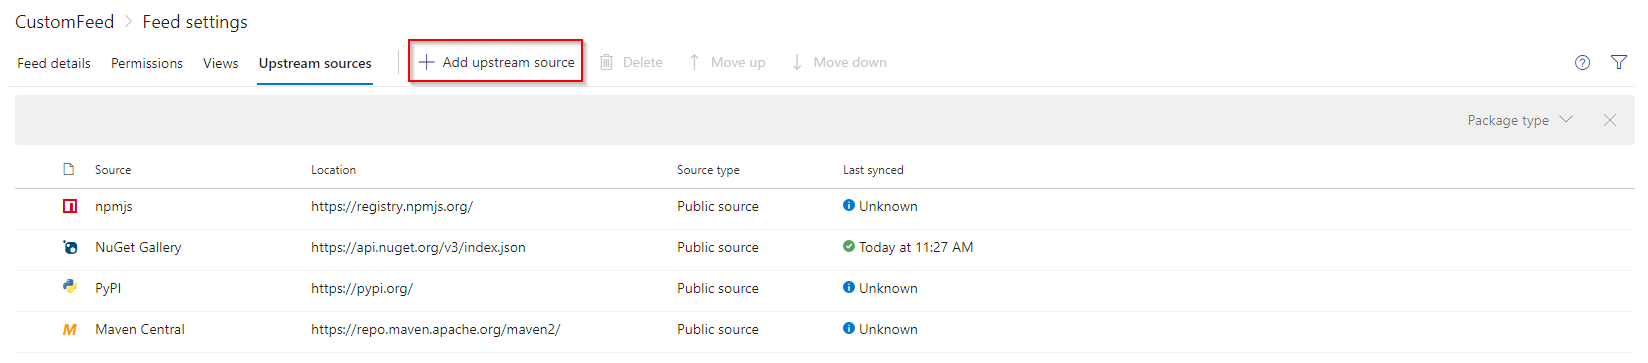 CustomFeed > Feed settings
Feed details Permissions Views Upstream sources + Add upstream source Delete Move up Move down
Package type
Source Location Source type Last synced
npmjs https://registry.npmjs.org/ Public source Unknown
NuGet Gallery https://api.nuget.org/v3/index.json Public source Today at 11:27 AM
PyPI https://pypi.org/ Public source Unknown
Maven Central https://repo.maven.apache.org/maven2/ Public source Unknown